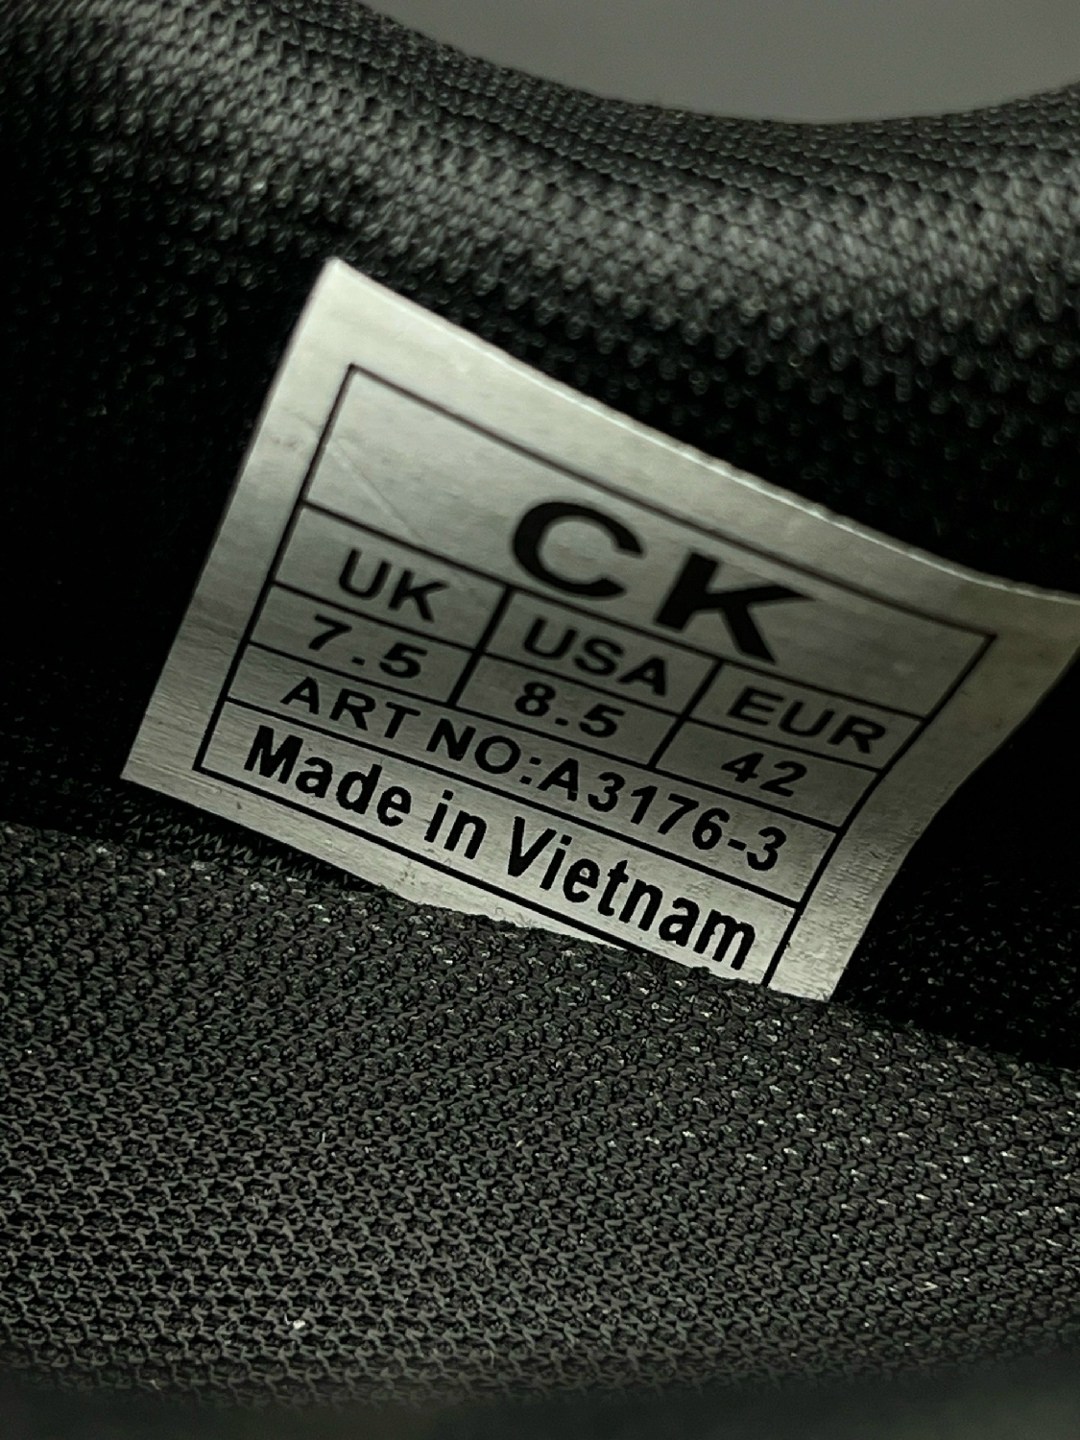 CK
UK USA EUR
7.5 8.5 42
ART NO:A3176-3
Made in Vietnam